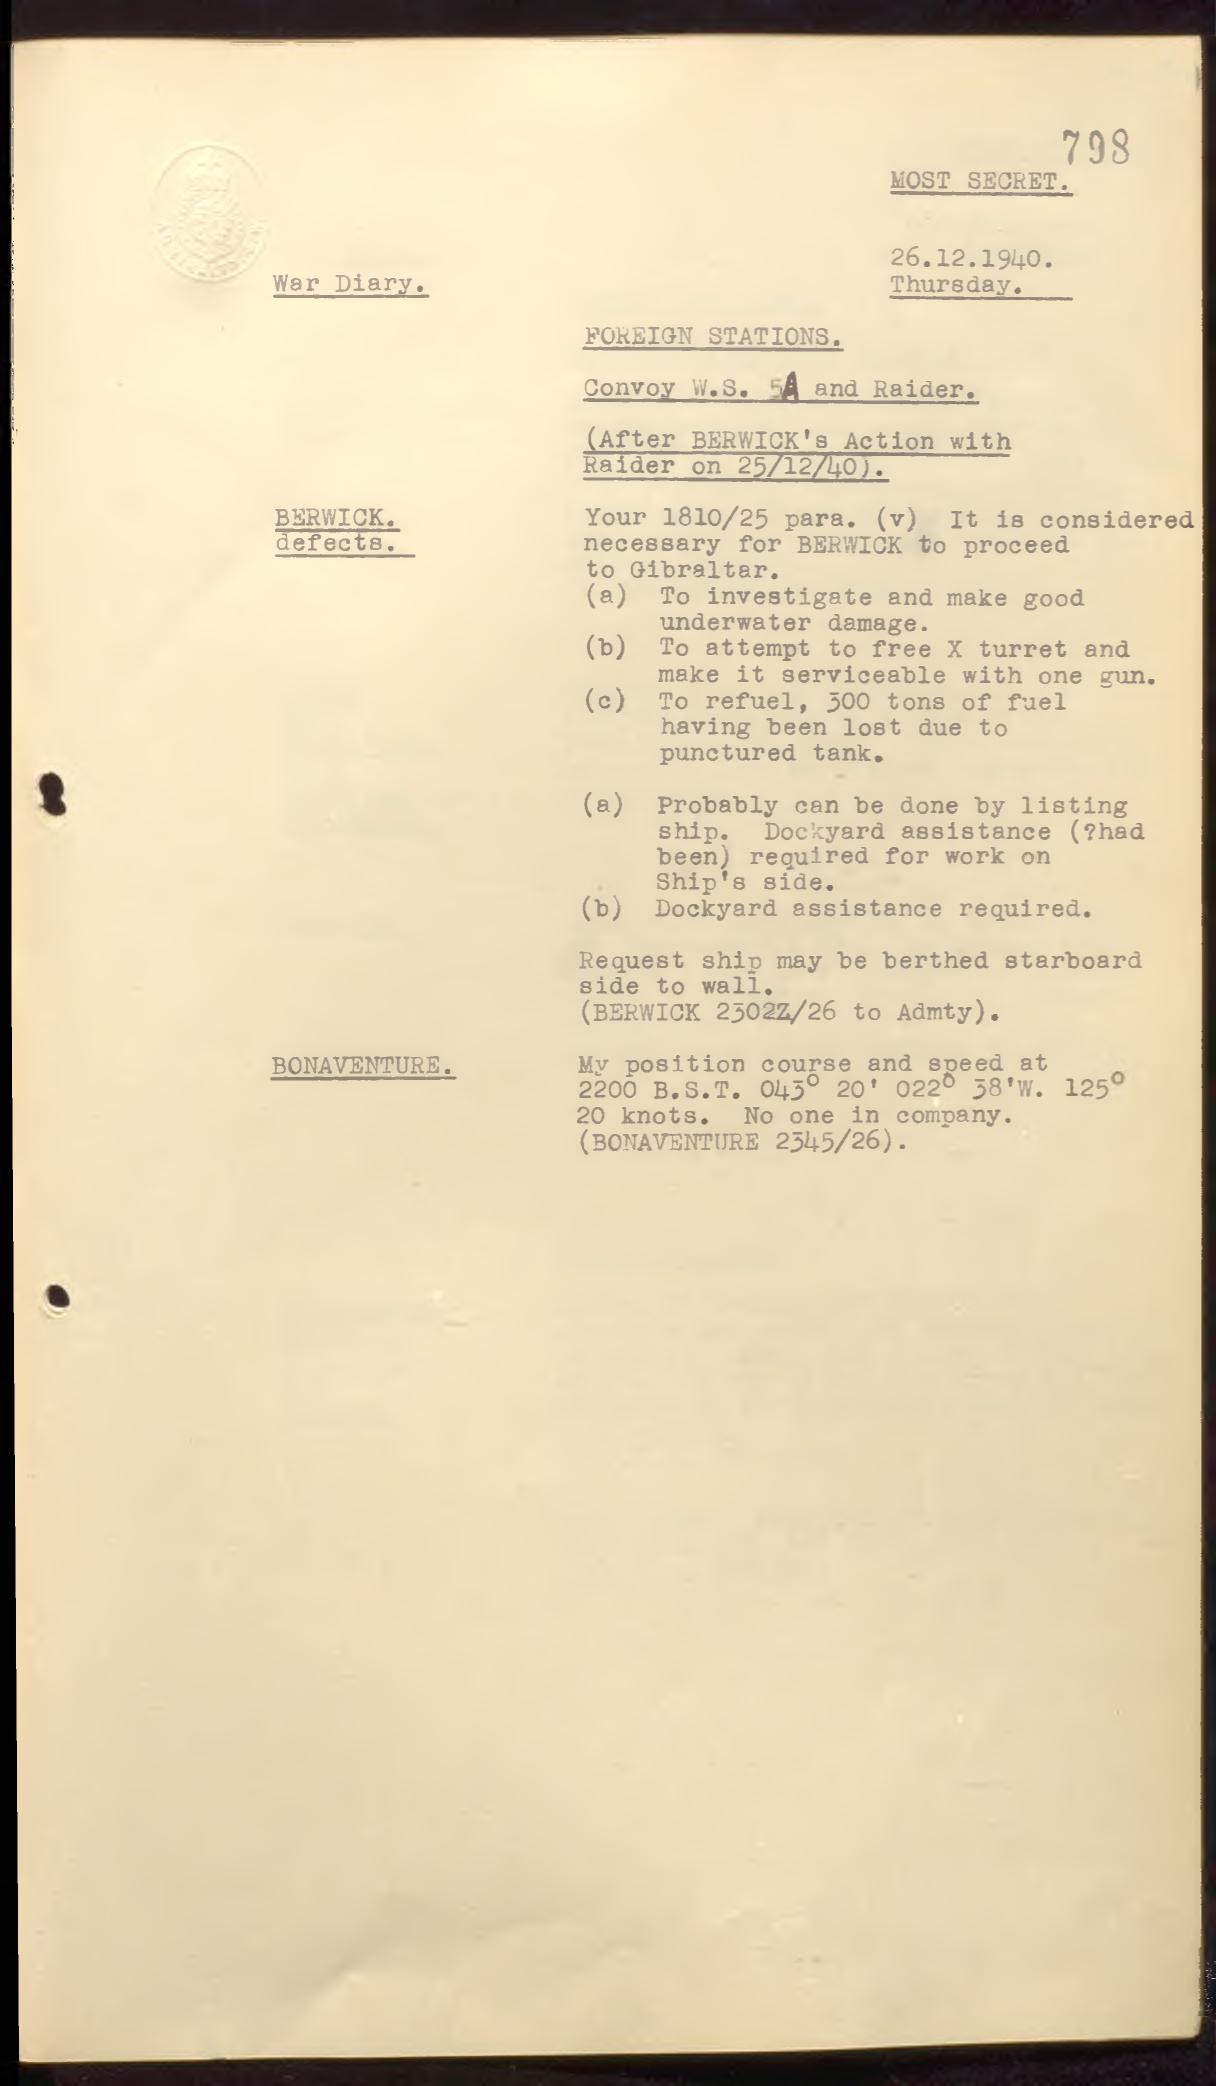 798
MOST SECRET.
26.12.1940.
Thursday.
War Diary.
FOREIGN STATIONS.
Convoy W.S. 5A and Raider.
(After BERWICK's Action with
Raider on 25/12/40).
BERWICK.
defects.
Your 1810/25 para. (v) It is considered
necessary for BERWICK to proceed
to Gibraltar.
(a) To investigate and make good
underwater damage.
(b) To attempt to free X turret and
make it serviceable with one gun.
(c) To refuel, 300 tons of fuel
having been lost due to
punctured tank.
(a) Probably can be done by listing
ship. Dockyard assistance (?had
been) required for work on
Ship's side.
(b) Dockyard assistance required.
Request ship may be berthed starboard
side to wall.
(BERWICK 2302Z/26 to Admty).
BONAVENTURE.
My position course and speed at
2200 B.S.T. 043° 20' 022° 38'W. 125°
20 knots. No one in company.
(BONAVENTURE 2345/26).